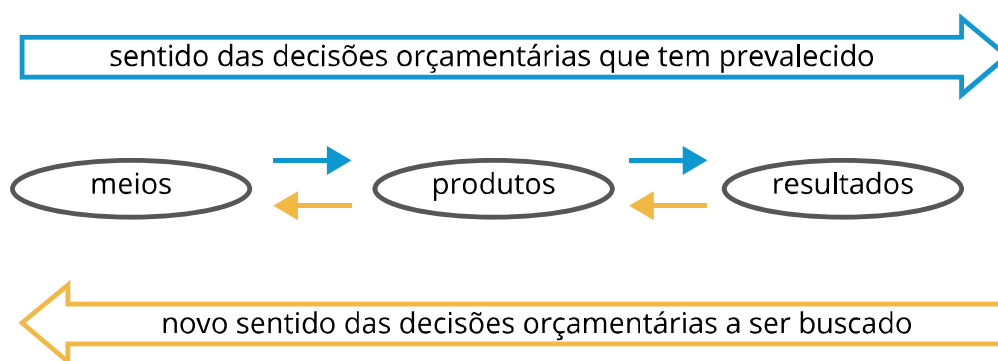 sentido das decisões orçamentárias que tem prevalecido
meios produtos resultados
novo sentido das decisões orçamentárias a ser buscado